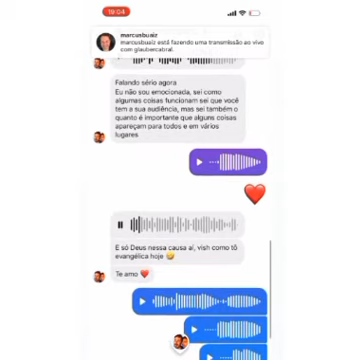 19:04
marcusbuaiz
marcusbuaiz está fazendo uma transmissão ao vivo
com glaubercabral.
Falando sério agora
Eu não sou emocionada, sei como
algumas coisas funcionam sei que você
tem a sua audiência, mas sei também o
quanto é importante que alguns coisas
apareçam para todos e em vários
lugares
E só Deus nessa causa aí, vish como tô
evangélica hoje 🤣
Te amo ❤️